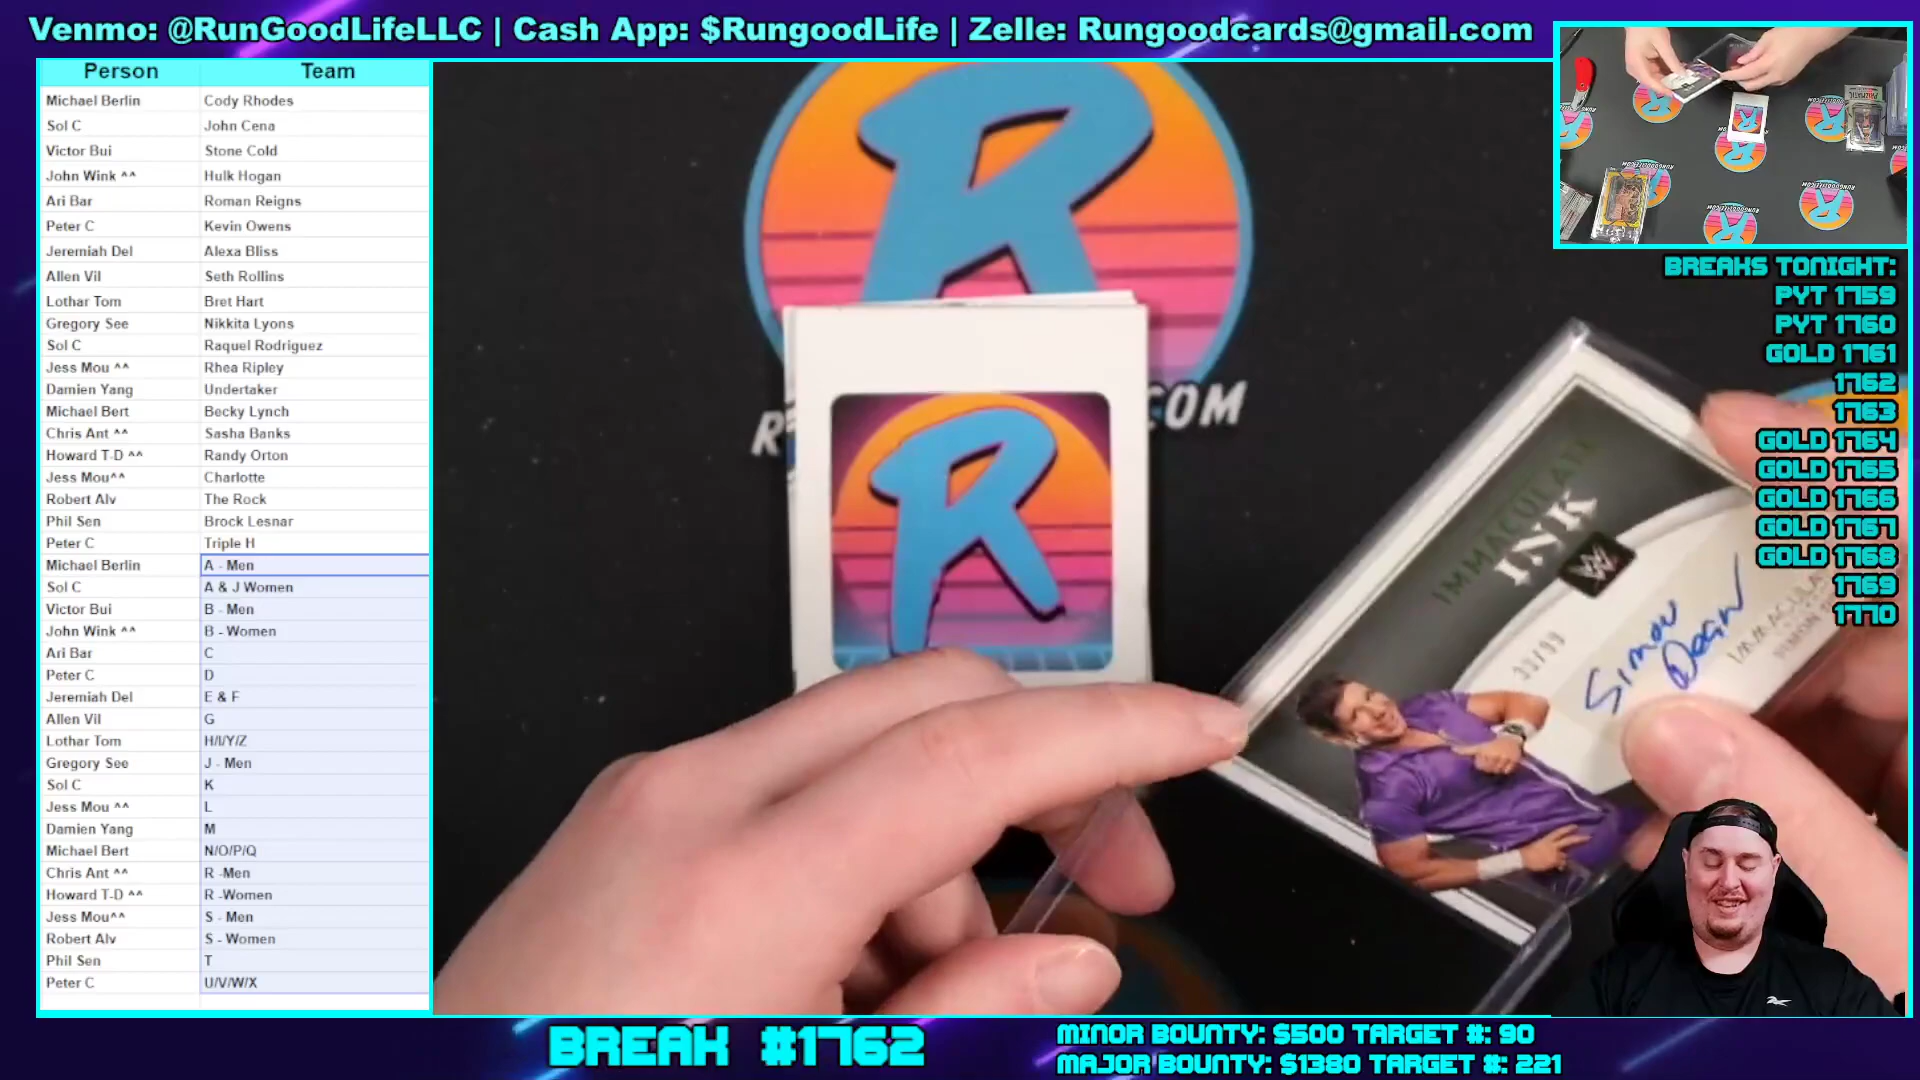 Venmo: @RunGoodLifeLLC | Cash App: $RungoodLife | Zelle: Rungoodcards@gmail.com
Person Team
Michael Berlin Cody Rhodes
Sol C John Cena
Victor Bui Stone Cold
John Wink ^^ Hulk Hogan
Ari Bar Roman Reigns
Peter C Kevin Owens
Jeremiah Del Alexa Bliss
Allen Vil Seth Rollins
Lothar Tom Bret Hart
Gregory See Nikkita Lyons
Sol C Raquel Rodriguez
Jess Mou ^^ Rhea Ripley
Damien Yang Undertaker
Michael Bert Becky Lynch
Chris Ant ^^ Sasha Banks
Howard T-D ^^ Randy Orton
Jess Mou^^ Charlotte
Robert Alv The Rock
Phil Sen Brock Lesnar
Peter C Triple H
Michael Berlin A - Men
Sol C A & J Women
Victor Bui B - Men
John Wink ^^ B - Women
Ari Bar C
Peter C D
Jeremiah Del E & F
Allen Vil G
Lothar Tom H/I/Y/Z
Gregory See J - Men
Sol C K
Jess Mou ^^ L
Damien Yang M
Michael Bert N/O/P/Q
Chris Ant ^^ R -Men
Howard T-D ^^ R -Women
Jess Mou^^ S - Men
Robert Alv S - Women
Phil Sen T
Peter C U/V/W/X
R
COM
R
IMMACULATE
INK
W
Simon
Dean
BREAKS TONIGHT:
PYT 1759
PYT 1760
GOLD 1761
1762
1763
GOLD 1764
GOLD 1765
GOLD 1766
GOLD 1767
GOLD 1768
1769
1770
BREAK #1762
MINOR BOUNTY: $500 TARGET #: 90
MAJOR BOUNTY: $1380 TARGET #: 221